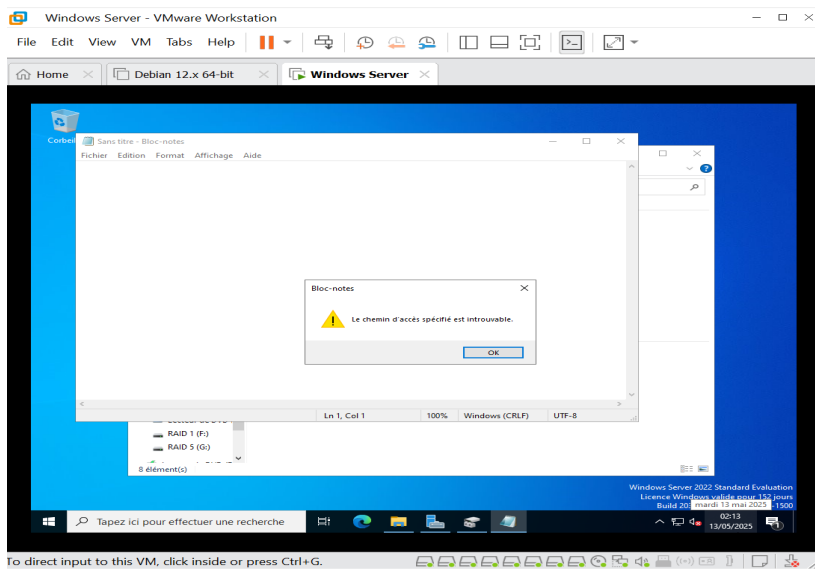 Windows Server - VMware Workstation
File Edit View VM Tabs Help
Home Debian 12.x 64-bit Windows Server
Corbeil
Sans titre - Bloc-notes
Fichier Edition Format Affichage Aide
Bloc-notes
Le chemin d'accès spécifié est introuvable.
OK
Ln 1, Col 1 100% Windows (CRLF) UTF-8
RAID 1 (F:)
RAID 5 (G:)
8 élément(s)
Windows Server 2022 Standard Evaluation
Licence Windows valide pour 152 jours
Build 20 mardi 13 mai 2025 -1500
Tapez ici pour effectuer une recherche
02:13
13/05/2025
To direct input to this VM, click inside or press Ctrl+G.